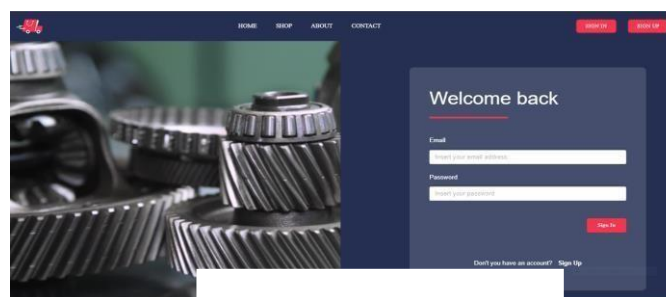 HOME SHOP ABOUT CONTACT SIGN IN SIGN UP
Welcome back
Email
Insert your email address
Password
Insert your password
Sign In
Don't you have an account? Sign Up